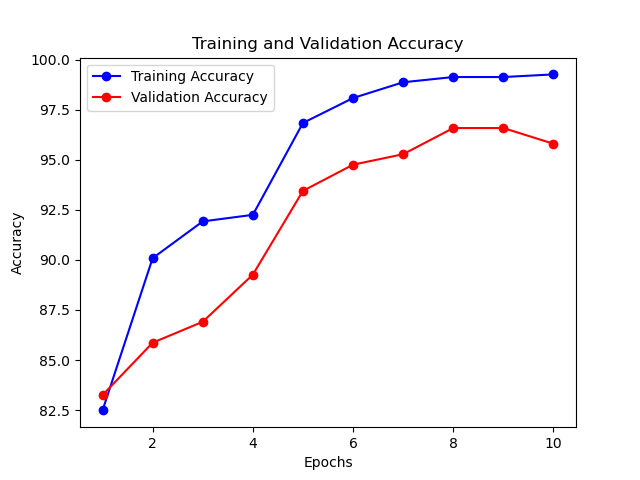 Training and Validation Accuracy
Training Accuracy
Validation Accuracy
100.0
97.5
95.0
92.5
90.0
87.5
85.0
82.5
Accuracy
2 4 6 8 10
Epochs